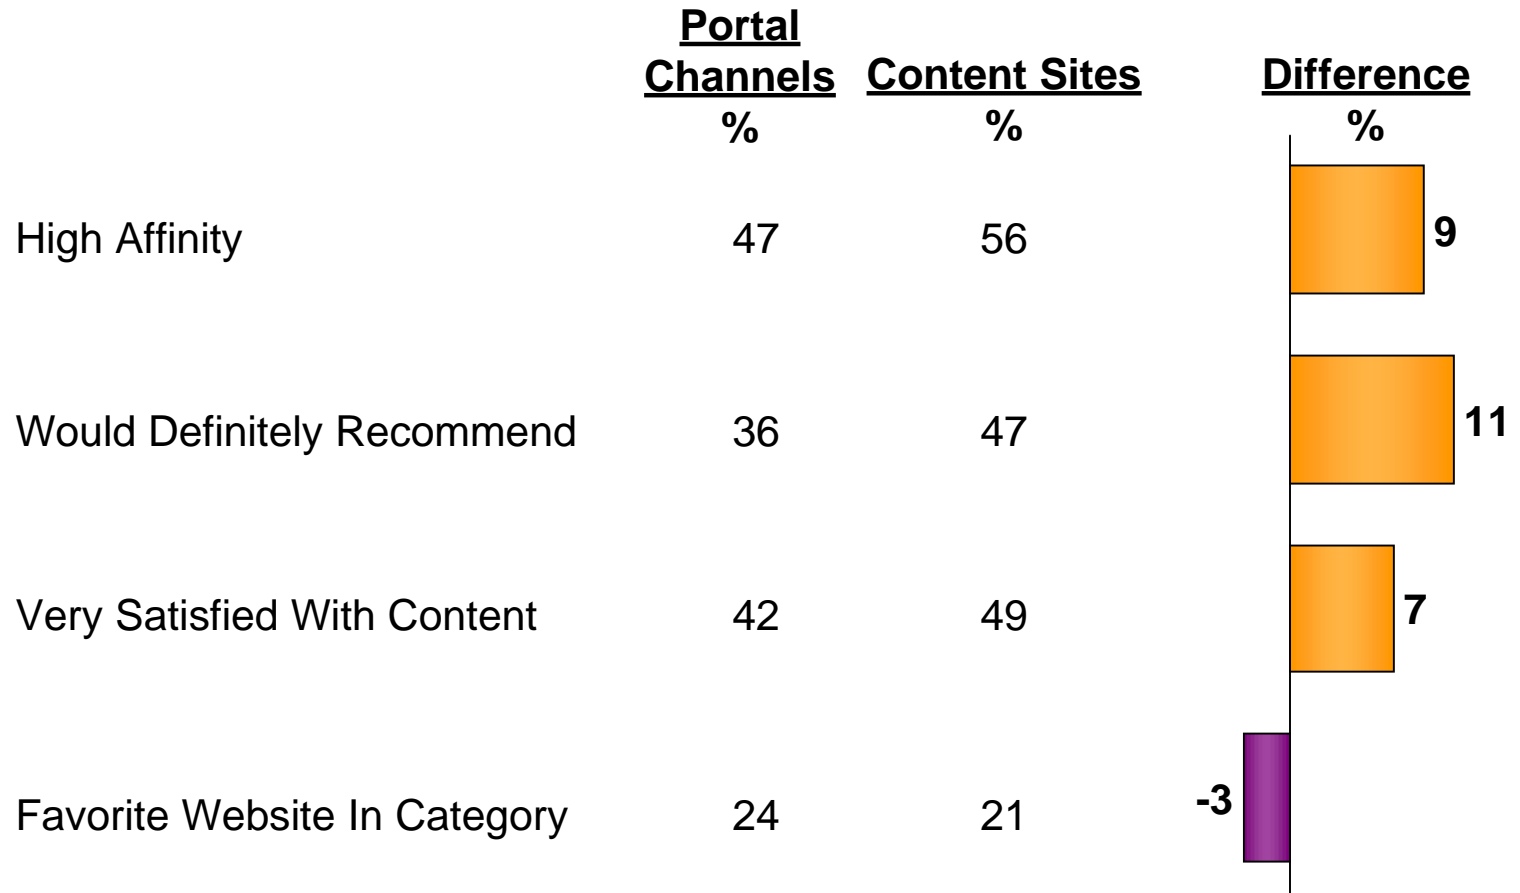 Portal
Channels Content Sites Difference
% % %
High Affinity 47 56 9
Would Definitely Recommend 36 47 11
Very Satisfied With Content 42 49 7
Favorite Website In Category 24 21 -3